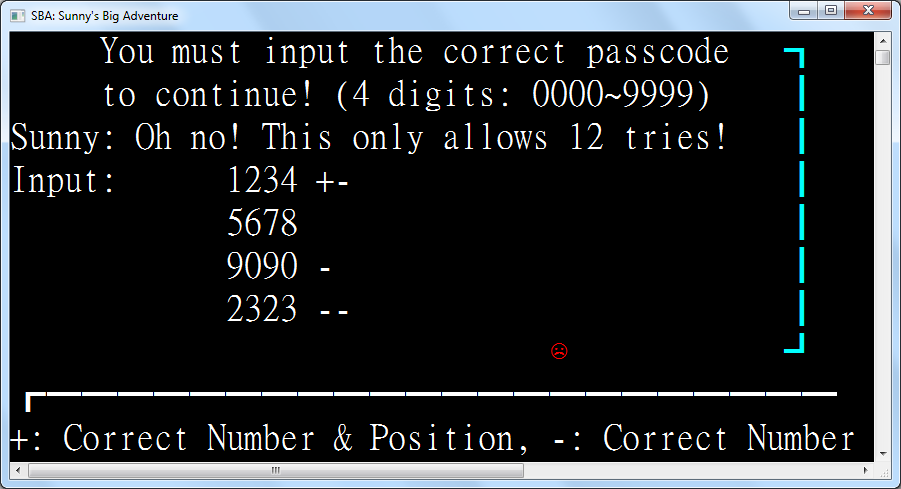 SBA: Sunny's Big Adventure
You must input the correct passcode
to continue! (4 digits: 0000~9999)
Sunny: Oh no! This only allows 12 tries!
Input: 1234 +-
5678
9090 -
2323 --
+: Correct Number & Position, -: Correct Number